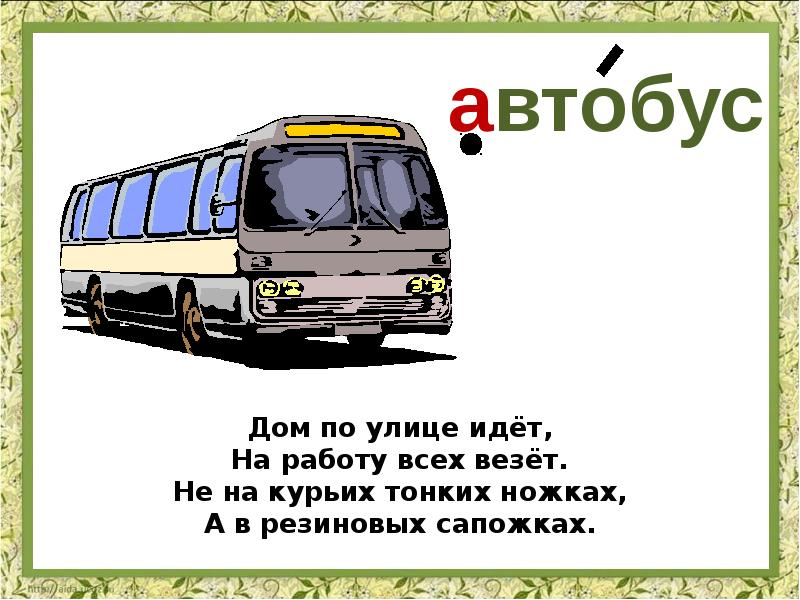 автобус
Дом по улице идёт,
На работу всех везёт.
Не на курьих тонких ножках,
А в резиновых сапожках.